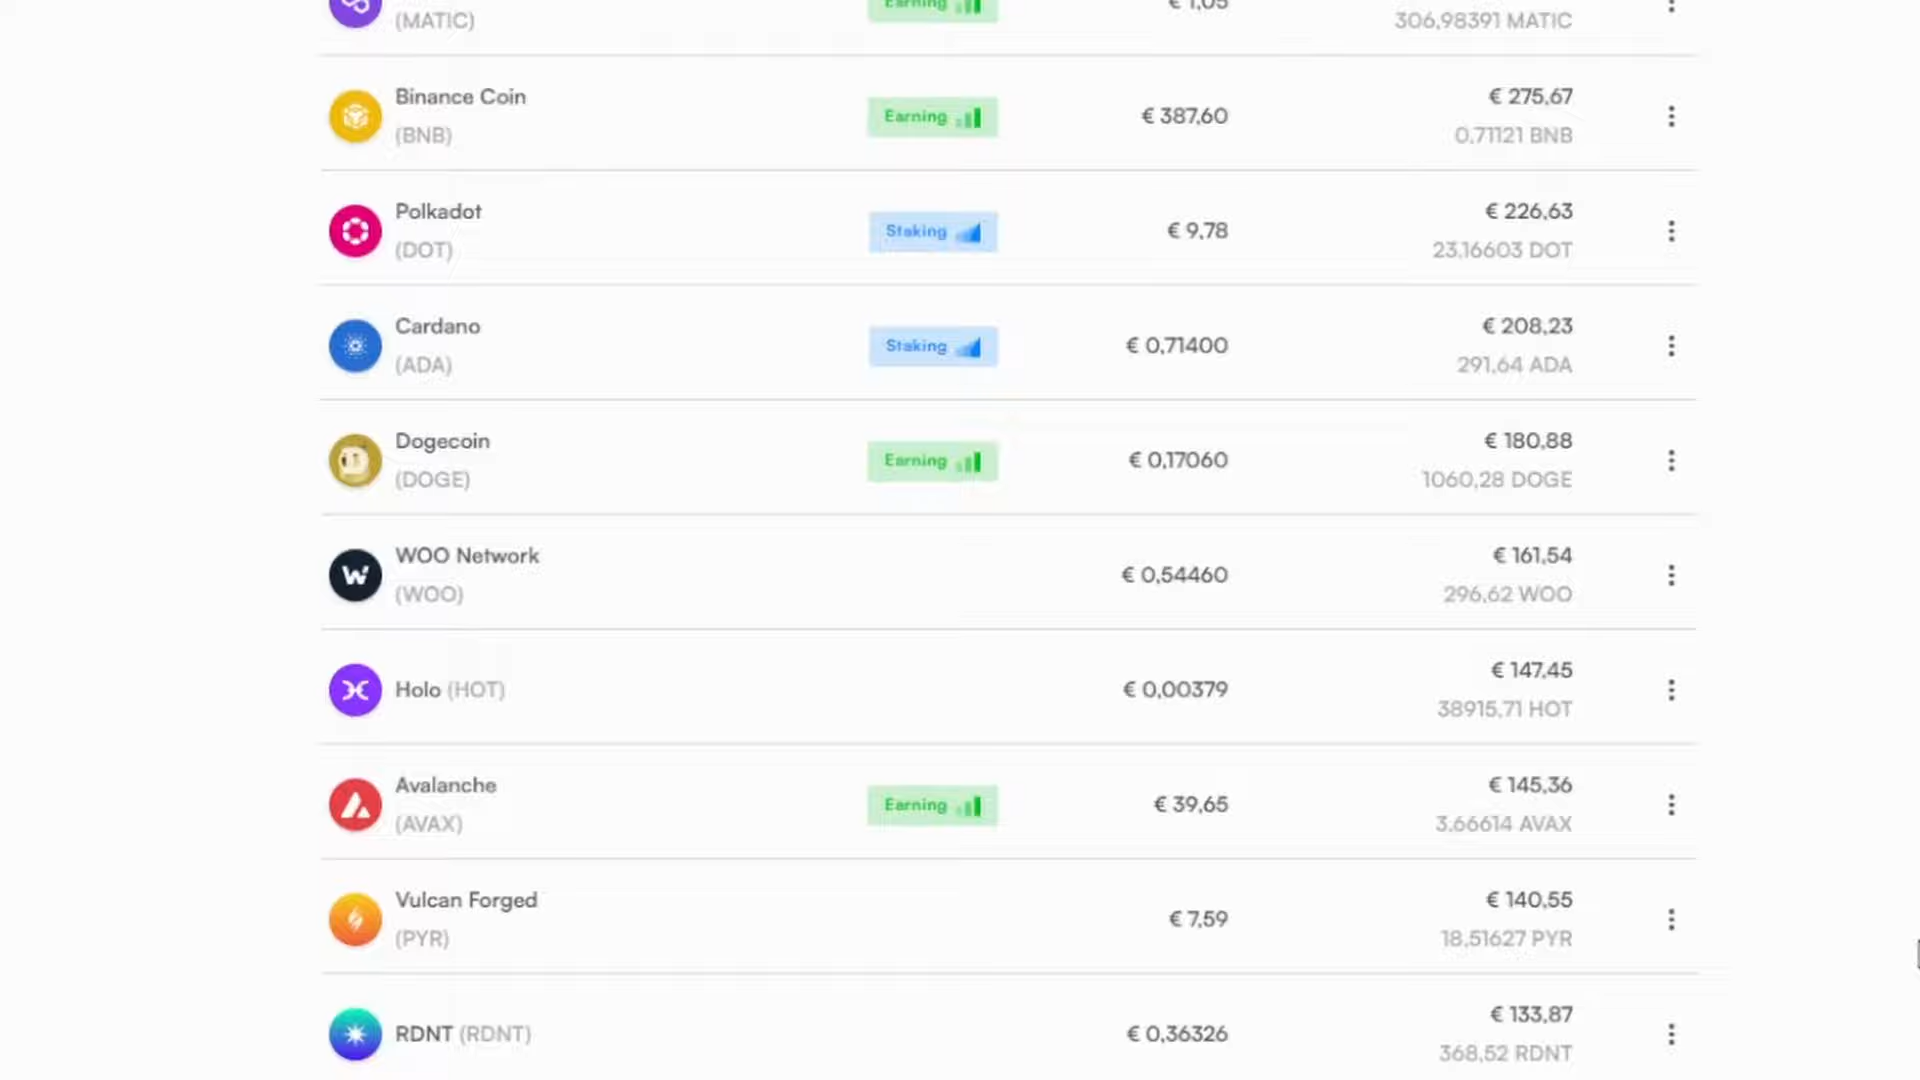 Earning
€ 1,05
(MATIC)
306,98391 MATIC
Binance Coin
(BNB)
Earning
€ 387,60
€ 275,67
0,71121 BNB
Polkadot
(DOT)
Staking
€ 9,78
€ 226,63
23,16603 DOT
Cardano
(ADA)
Staking
€ 0,71400
€ 208,23
291,64 ADA
Dogecoin
(DOGE)
Earning
€ 0,17060
€ 180,88
1060,28 DOGE
WOO Network
(WOO)
€ 0,54460
€ 161,54
296,62 WOO
Holo (HOT)
€ 0,00379
€ 147,45
38915,71 HOT
Avalanche
(AVAX)
Earning
€ 39,65
€ 145,36
3.66614 AVAX
Vulcan Forged
(PYR)
€ 7,59
€ 140,55
18,51627 PYR
RDNT (RDNT)
€ 0,36326
€ 133,87
368,52 RDNT